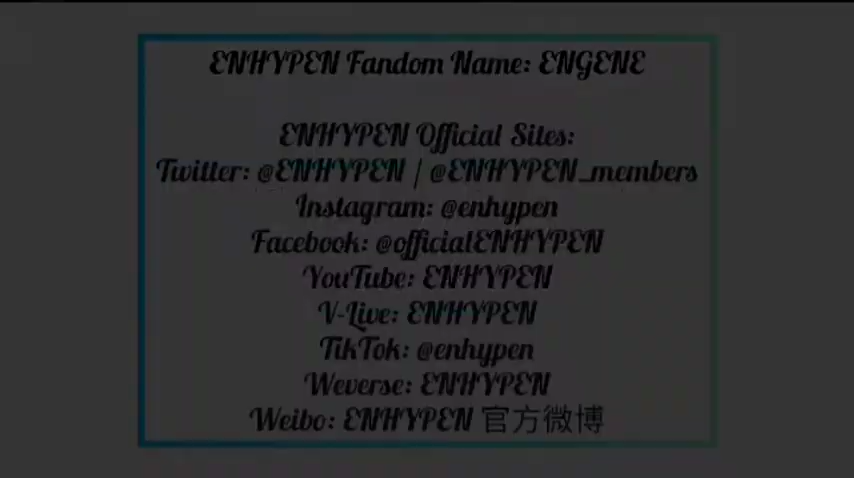 ENHYPEN Fandom Name: ENGENE
ENHYPEN Official Sites:
Twitter: @ENHYPEN / @ENHYPEN_members
Instagram: @enhypen
Facebook: @officialENHYPEN
YouTube: ENHYPEN
V-Live: ENHYPEN
TikTok: @enhypen
Weverse: ENHYPEN
Weibo: ENHYPEN 官方微博